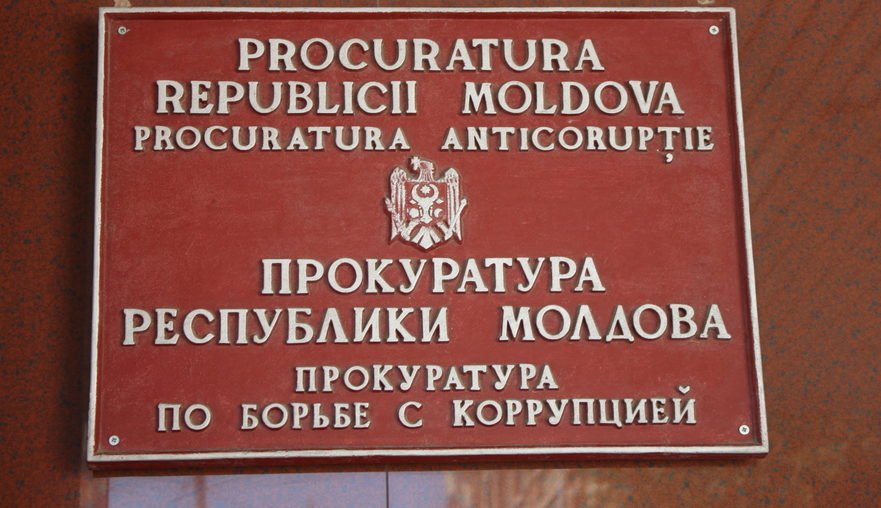 PROCURATURA
REPUBLICII MOLDOVA
PROCURATURA ANTICORUPȚIE
ПРОКУРАТУРА
РЕСПУБЛИКИ МОЛДОВА
ПРОКУРАТУРА
ПО БОРЬБЕ С КОРРУПЦИЕЙ